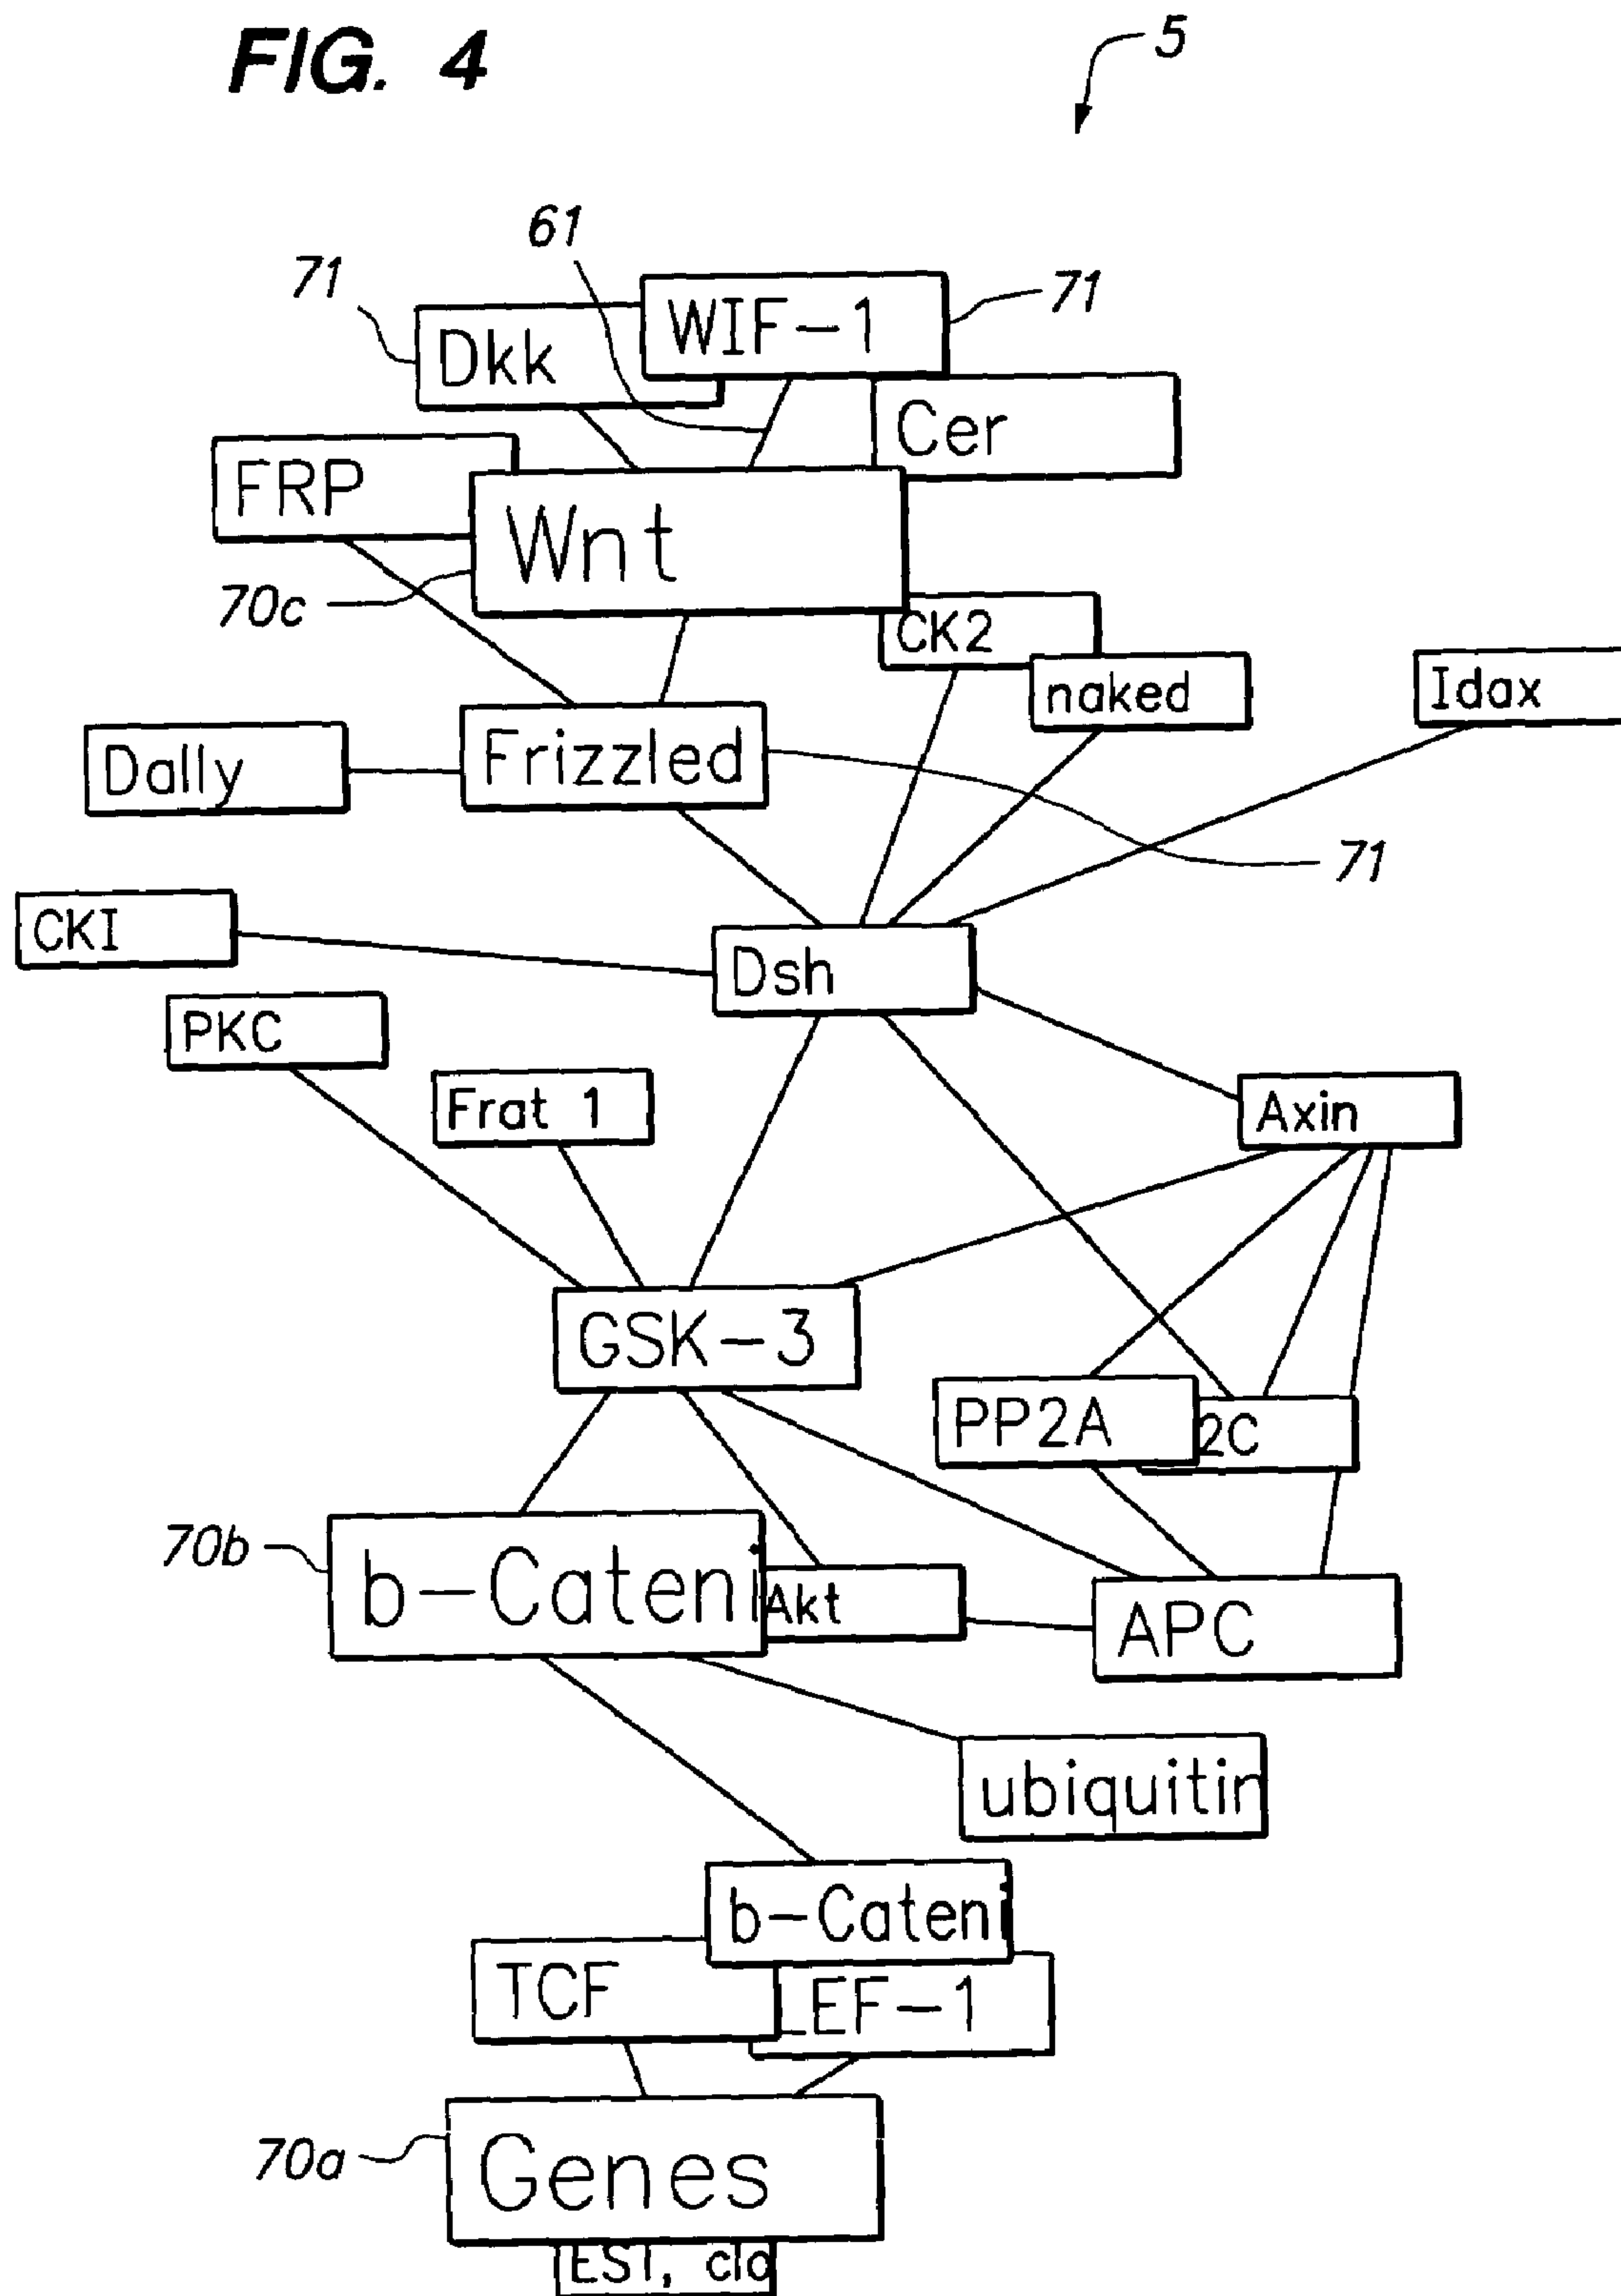 FIG. 4
5
61
71
WIF-1
71
Dkk
Cer
FRP
Wnt
70c
CK2
naked
Idax
Dally
Frizzled
71
CKI
Dsh
PKC
Frat 1
Axin
GSK-3
PP2A
2C
70b
b-Cateni
Akt
APC
ubiquitin
b-Cateni
TCF
LEF-1
70a
Genes
EST, clo